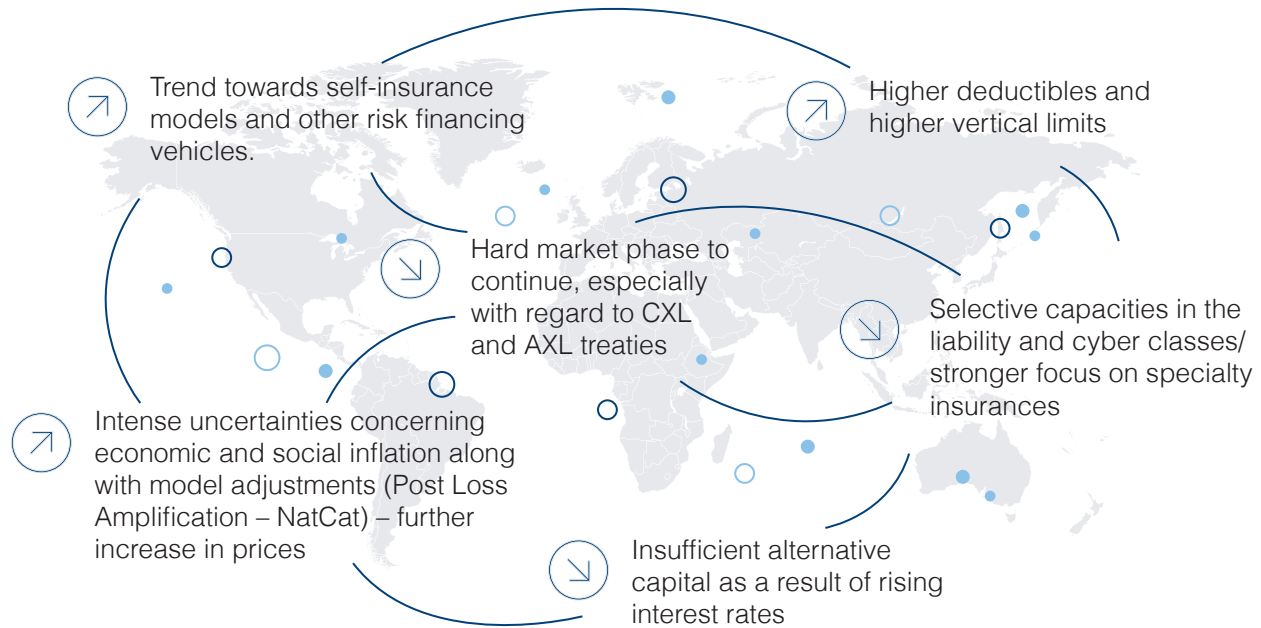 Trend towards self-insurance
models and other risk financing
vehicles.
Higher deductibles and
higher vertical limits
Hard market phase to
continue, especially
with regard to CXL
and AXL treaties
Selective capacities in the
liability and cyber classes/
stronger focus on specialty
insurances
Intense uncertainties concerning
economic and social inflation along
with model adjustments (Post Loss
Amplification – NatCat) – further
increase in prices
Insufficient alternative
capital as a result of rising
interest rates